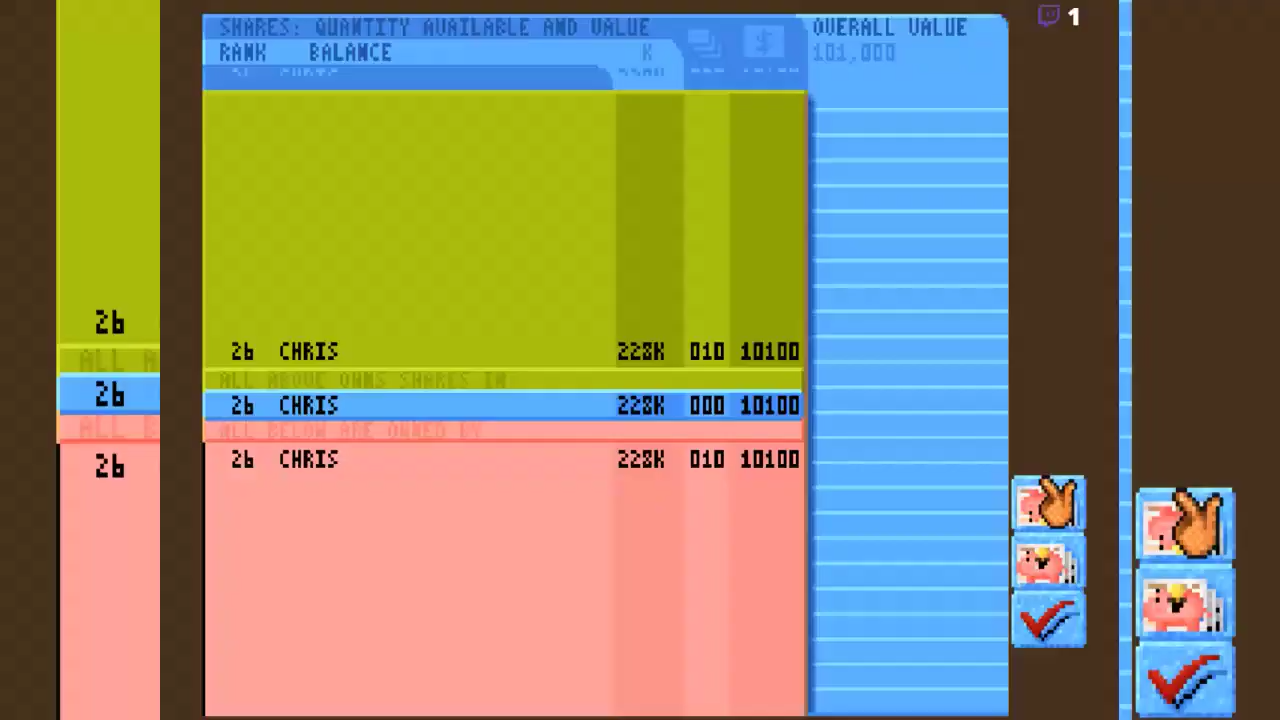 SHARES: QUANTITY AVAILABLE AND VALUE
OVERALL VALUE
RANK BALANCE K
101,000
1
26
26 CHRIS 228K 010 10100
ALL A
ALL ABOVE OWNS SHARES IN
26
26 CHRIS 228K 000 10100
ALL B
ALL BELOW ARE OWNED BY
26
26 CHRIS 228K 010 10100